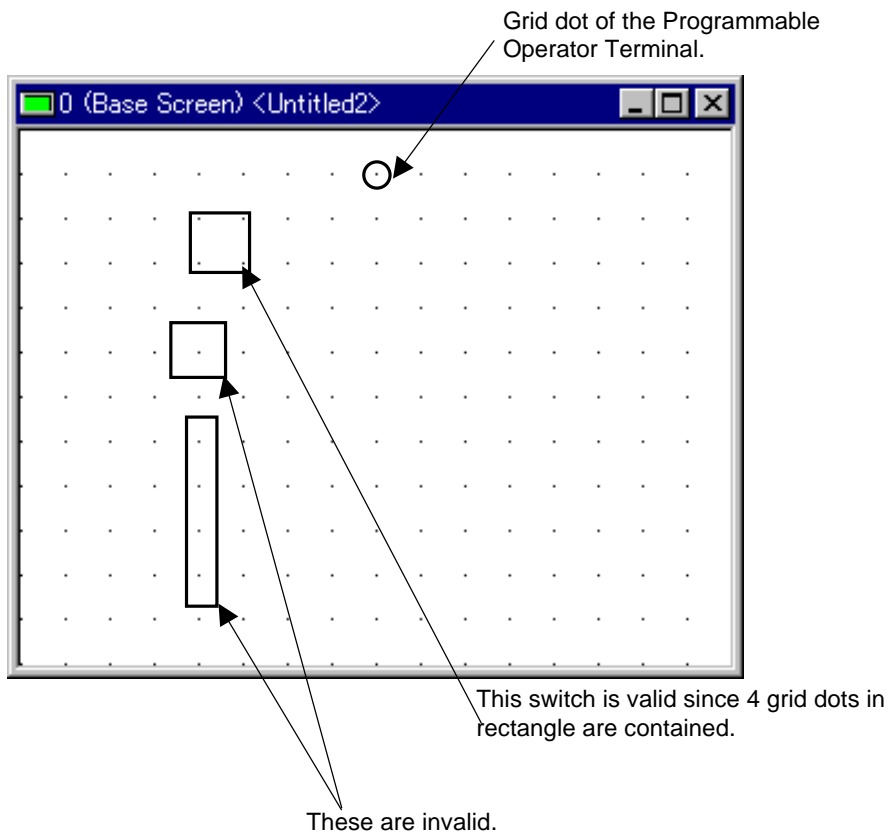 Grid dot of the Programmable
Operator Terminal.
0 (Base Screen) <Untitled2>
This switch is valid since 4 grid dots in
rectangle are contained.
These are invalid.